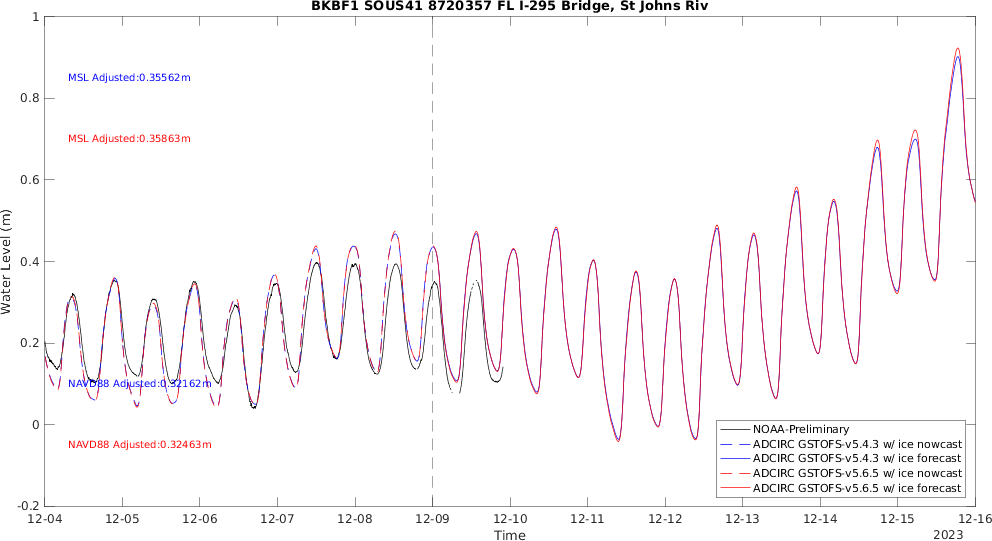 BKBF1 SOUS41 8720357 FL I-295 Bridge, St Johns Riv
1
0.8
0.6
0.4
0.2
0
-0.2
Water Level (m)
MSL Adjusted:0.35562m
MSL Adjusted:0.35863m
NAVD88 Adjusted:0.32162m
NAVD88 Adjusted:0.32463m
NOAA-Preliminary
ADCIRC GSTOFS-v5.4.3 w/ ice nowcast
ADCIRC GSTOFS-v5.4.3 w/ ice forecast
ADCIRC GSTOFS-v5.6.5 w/ ice nowcast
ADCIRC GSTOFS-v5.6.5 w/ ice forecast
12-04 12-05 12-06 12-07 12-08 12-09 12-10 12-11 12-12 12-13 12-14 12-15 12-16
Time
2023